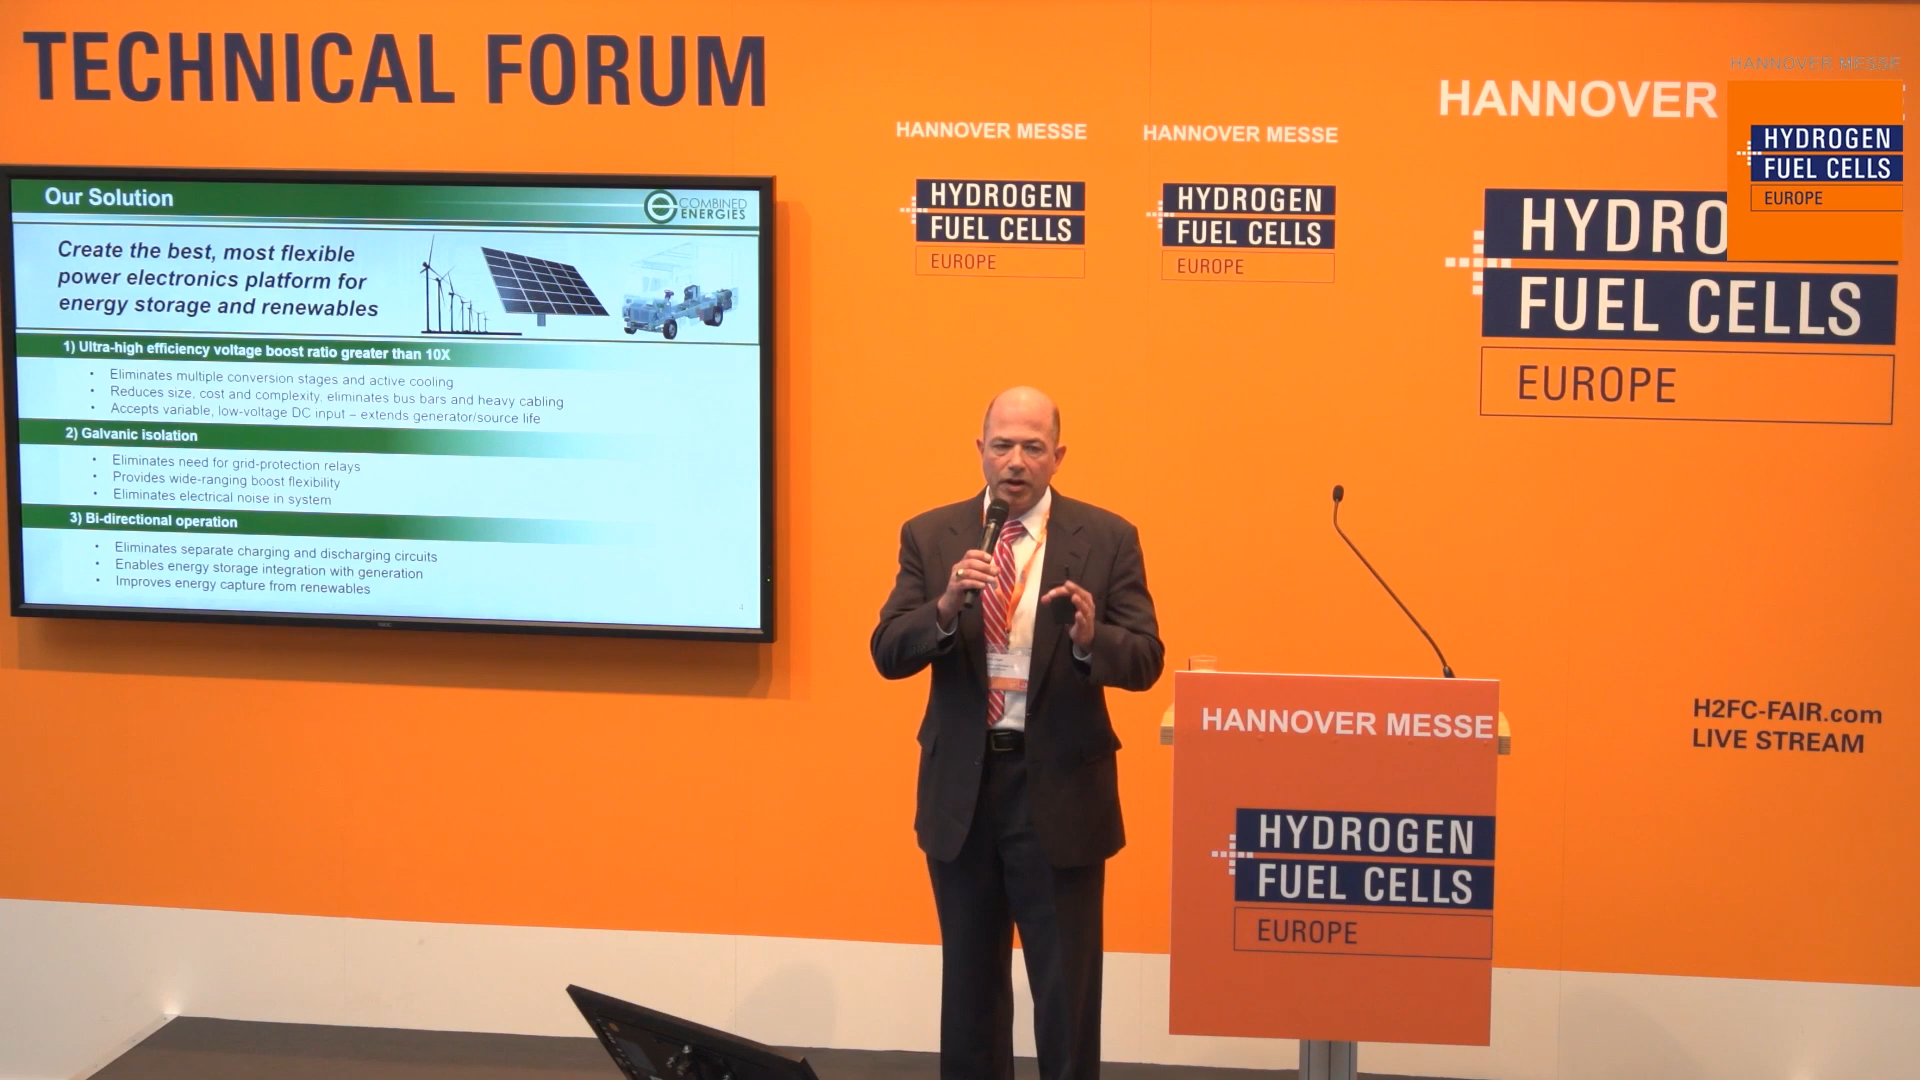 TECHNICAL FORUM
Our Solution
COMBINED
ENERGIES
Create the best, most flexible
power electronics platform for
energy storage and renewables
1) Ultra-high efficiency voltage boost ratio greater than 10X
• Eliminates multiple conversion stages and active cooling
• Reduces size, cost and complexity, eliminates bus bars and heavy cabling
• Accepts variable, low-voltage DC input – extends generator/source life
2) Galvanic isolation
• Eliminates need for grid-protection relays
• Provides wide-ranging boost flexibility
• Eliminates electrical noise in system
3) Bi-directional operation
• Eliminates separate charging and discharging circuits
• Enables energy storage integration with generation
• Improves energy capture from renewables
4
NEC
HANNOVER MESSE
HYDROGEN
FUEL CELLS
EUROPE
HANNOVER MESSE
HYDROGEN
FUEL CELLS
EUROPE
HANNOVER
HYDRO
FUEL CELLS
EUROPE
HANNOVER MESSE
HYDROGEN
FUEL CELLS
EUROPE
H2FC-FAIR.com
LIVE STREAM
HANNOVER MESSE
HYDROGEN
FUEL CELLS
EUROPE